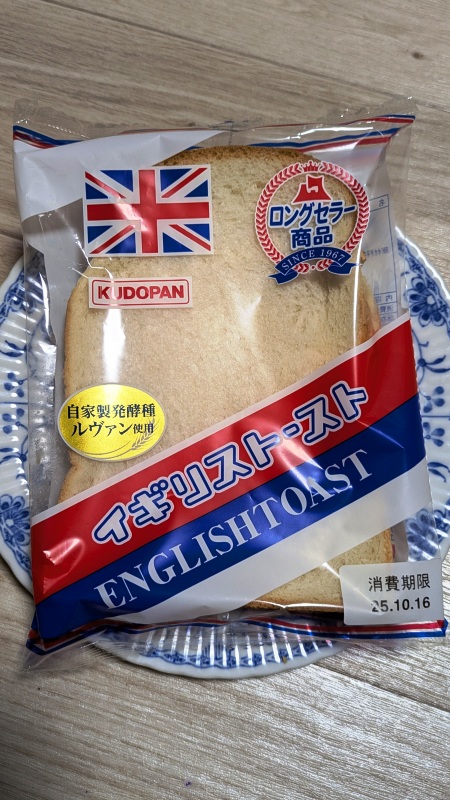 ロングセラー
商品
SINCE 1967
KUDOPAN
自家製発酵種
ルヴァン使用
イギリストースト
ENGLISHTOAST
消費期限
25.10.16